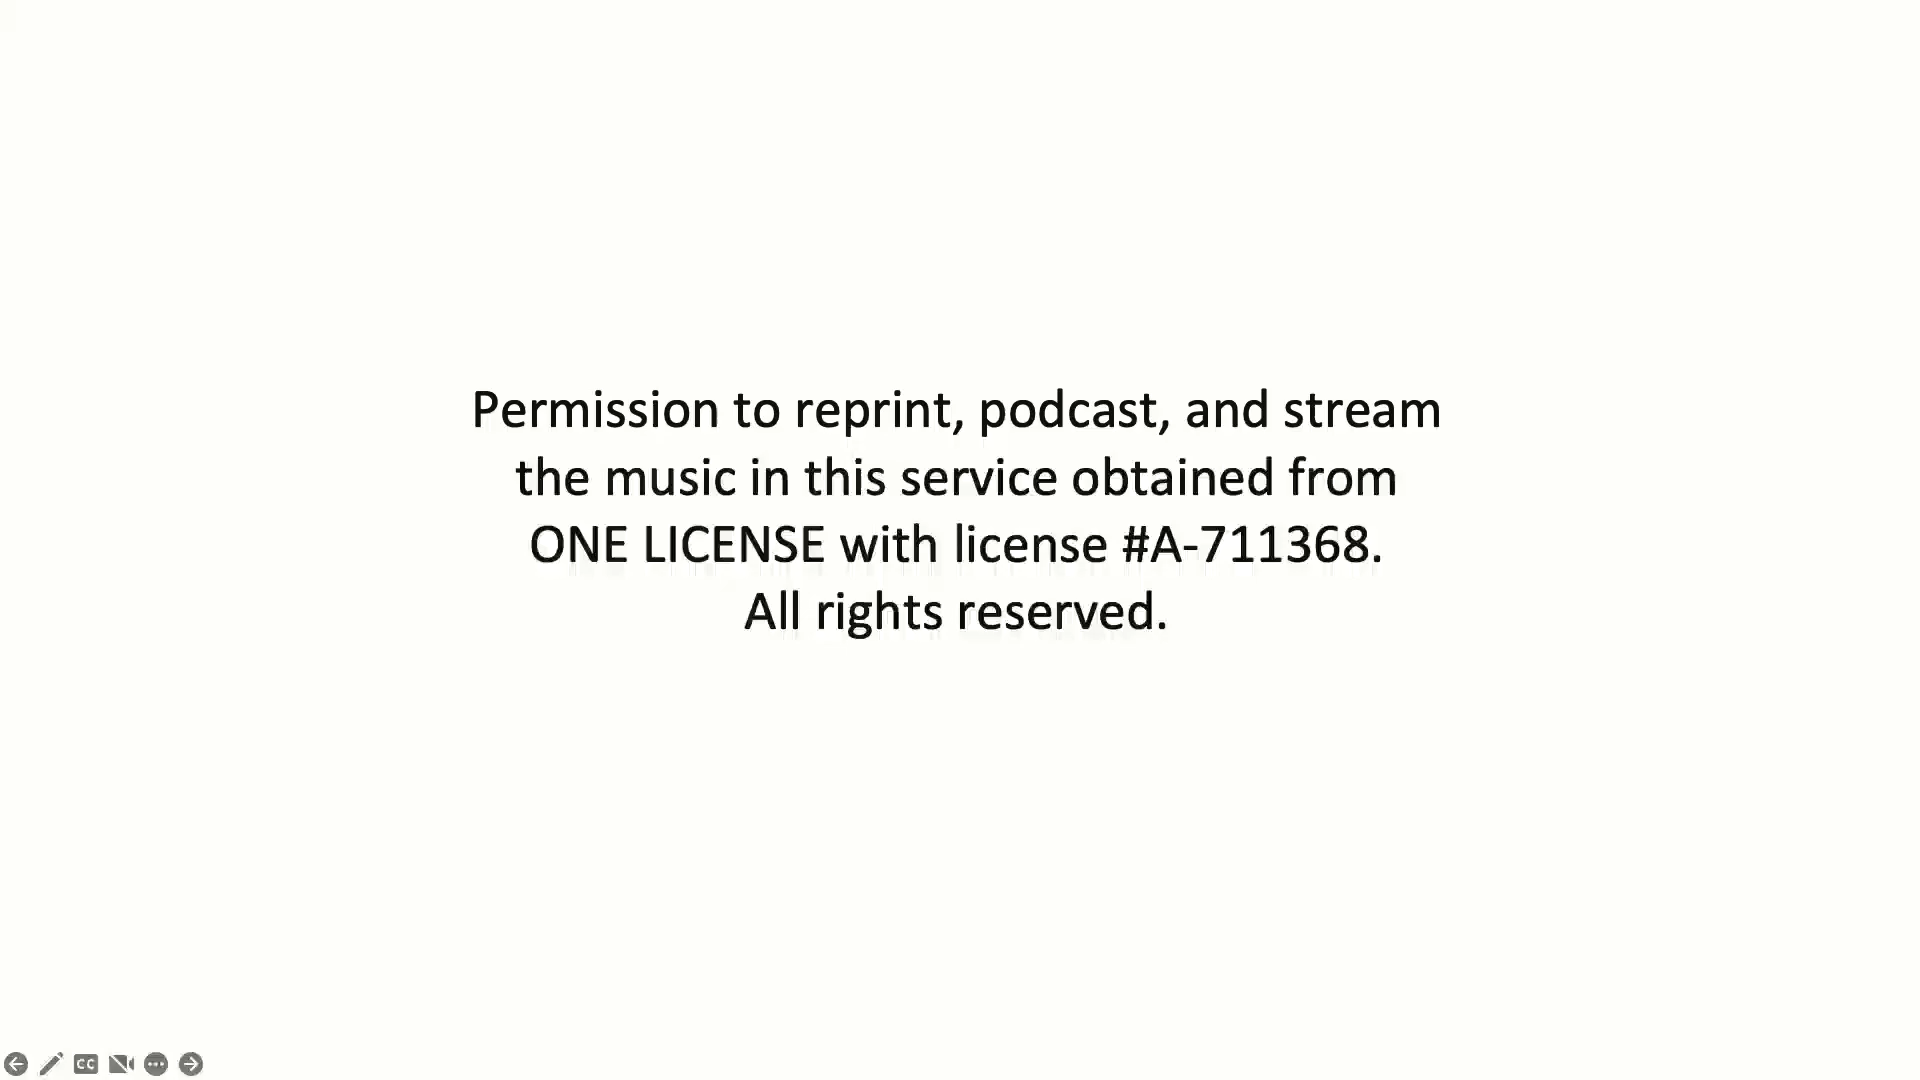 Permission to reprint, podcast, and stream
the music in this service obtained from
ONE LICENSE with license #A-711368.
All rights reserved.
CC